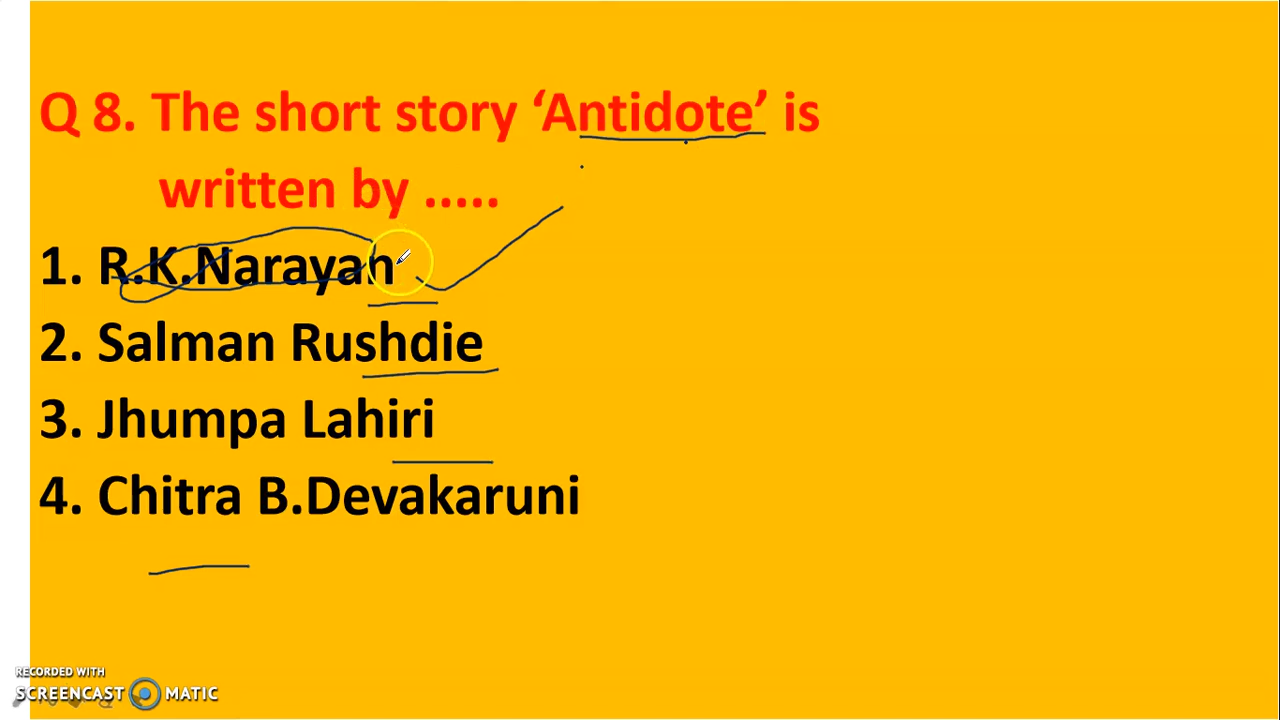 Q 8. The short story ‘Antidote’ is
written by .....
1. R.K.Narayan
2. Salman Rushdie
3. Jhumpa Lahiri
4. Chitra B.Devakaruni
RECORDED WITH
SCREENCAST MATIC